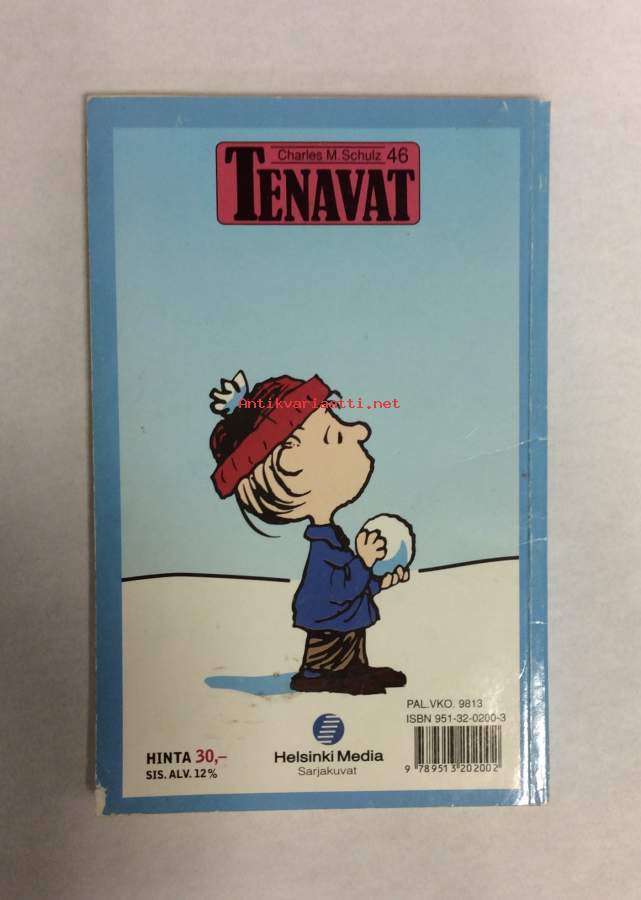 Charles M. Schulz 46
TENAVAT
Antikvariaatti.net
PAL.VKO. 9813
ISBN 951-32-0200-3
HINTA 30,–
SIS. ALV. 12%
Helsinki Media
Sarjakuvat
9 789513 202002